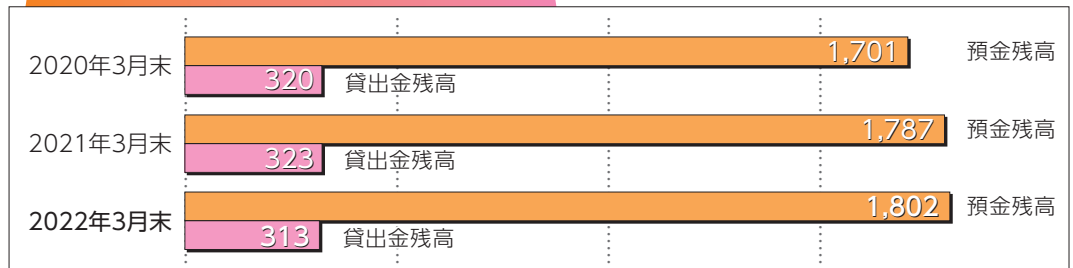 2020年3月末
1,701 預金残高
320 貸出金残高
2021年3月末
1,787 預金残高
323 貸出金残高
2022年3月末
1,802 預金残高
313 貸出金残高